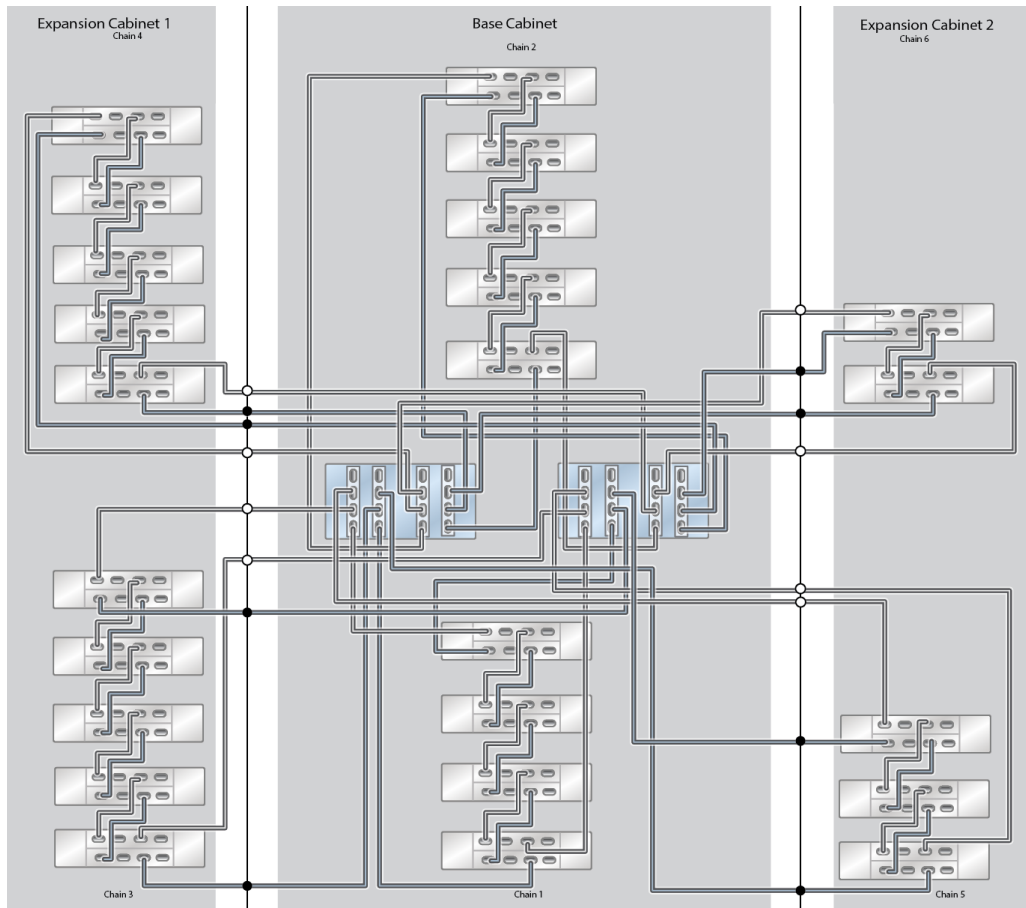 Expansion Cabinet 1
Chain 4
Base Cabinet
Chain 2
Expansion Cabinet 2
Chain 6
Chain 3
Chain 1
Chain 5